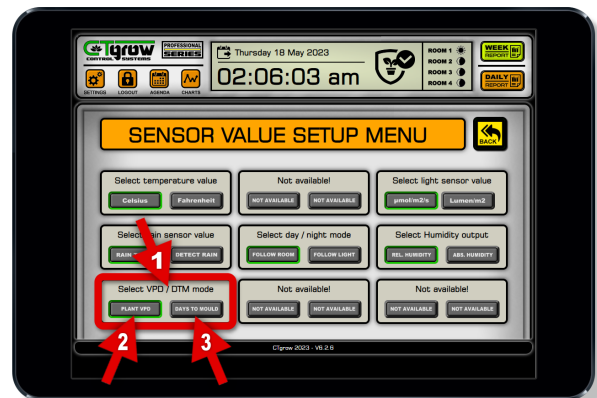 CTgrow
CONTROL SYSTEMS
PROFESSIONAL
SERIES
SETTINGS
LOGOUT
AGENDA
CHARTS
Thursday 18 May 2023
02:06:03 am
ROOM 1
ROOM 2
ROOM 3
ROOM 4
WEEK
REPORT
DAILY
REPORT
SENSOR VALUE SETUP MENU
BACK
Select temperature value
Celsius
Fahrenheit
Not available!
NOT AVAILABLE
NOT AVAILABLE
Select light sensor value
µmol/m2/s
Lumen/m2
sensor value
RAIN
DETECT RAIN
Select day / night mode
FOLLOW ROOM
FOLLOW LIGHT
Select Humidity output
REL. HUMIDITY
ABS. HUMIDITY
1
Select VPD / DTM mode
PLANT VPD
DAYS TO MOULD
2
3
Not available!
NOT AVAILABLE
NOT AVAILABLE
Not available!
NOT AVAILABLE
NOT AVAILABLE
CTgrow 2023 - V6.2.6